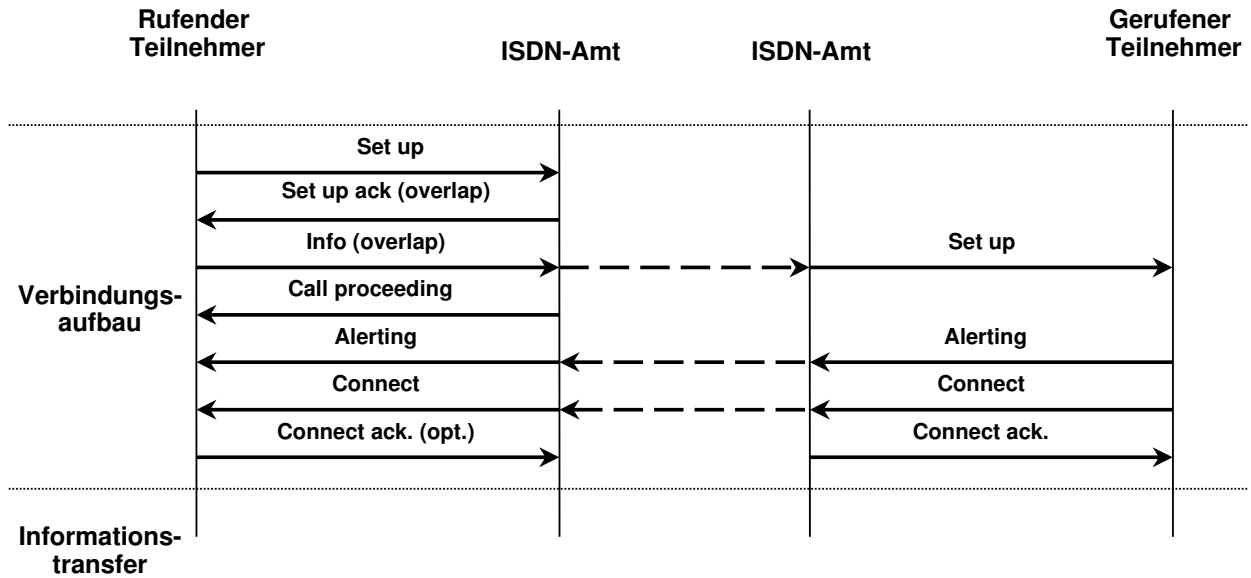 Rufender
Teilnehmer
ISDN-Amt
ISDN-Amt
Gerufener
Teilnehmer
Set up
Set up ack (overlap)
Info (overlap)
Set up
Verbindungs-
aufbau
Call proceeding
Alerting
Alerting
Connect
Connect
Connect ack. (opt.)
Connect ack.
Informations-
transfer